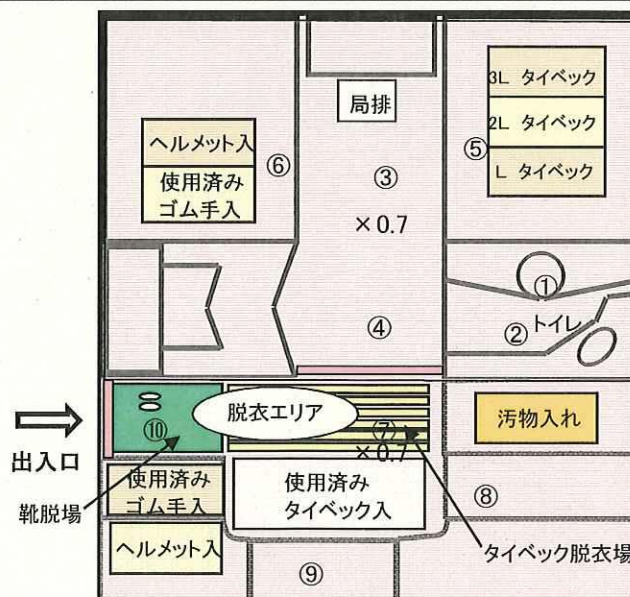 局排
3L タイベック
2L タイベック
L タイベック
ヘルメット入
使用済み
ゴム手入
⑥
③
⑤
×0.7
①
④
② トイレ
出入口
⑩
脱衣エリア
⑦
×0.7
汚物入れ
使用済み
ゴム手入
使用済み
タイベック入
⑧
靴脱場
ヘルメット入
⑨
タイベック脱衣場